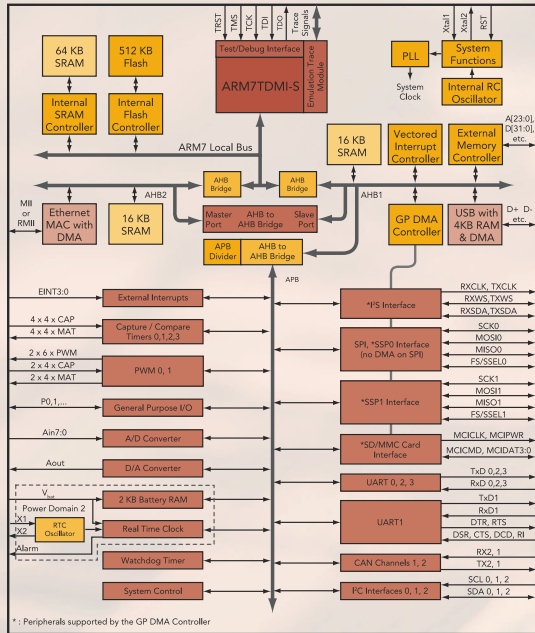 TRST
TMS
TCK
TDI
TDO
Trace
Signals
Xtal1
Xtal2
RST
64 KB
SRAM
512 KB
Flash
Test/Debug Interface
ARM7TDMI-S
Emulation Trace
Module
PLL
System
Functions
System
Clock
Internal RC
Oscillator
Internal
SRAM
Controller
Internal
Flash
Controller
ARM7 Local Bus
16 KB
SRAM
Vectored
Interrupt
Controller
External
Memory
Controller
A(23:0),
D(31:0),
etc.
AHB2
AHB
Bridge
AHB
Bridge
AHB1
MII
or
RMII
Ethernet
MAC with
DMA
16 KB
SRAM
Master
Port
AHB to
AHB Bridge
Slave
Port
GP DMA
Controller
USB with
4KB RAM
& DMA
D+ D-
etc.
APB
Divider
AHB to
AHB Bridge
APB
EINT3:0
External Interrupts
4 x 4 x CAP
4 x 4 x MAT
Capture / Compare
Timers 0,1,2,3
2 x 6 x PWM
2 x 4 x CAP
2 x 4 x MAT
PWM 0, 1
P0,1,...
General Purpose I/O
Ain7:0
A/D Converter
Aout
D/A Converter
Vbat
2 KB Battery RAM
Power Domain 2
X1
X2
RTC
Oscillator
Real Time Clock
Alarm
Watchdog Timer
System Control
*I²S Interface
RXCLK, TXCLK
RXWS,TXWS
RXSDA,TXSDA
SPI, *SSP0 Interface
(no DMA on SPI)
SCK0
MOSI0
MISO0
FS/SSEL0
*SSP1 Interface
SCK1
MOSI1
MISO1
FS/SSEL1
*SD/MMC Card
Interface
MCICLK, MCIPWR
MCICMD, MCIDAT3:0
UART 0, 2, 3
TxD 0,2,3
RxD 0,2,3
UART1
TxD1
RxD1
DTR, RTS
DSR, CTS, DCD, RI
CAN Channels 1, 2
RX2, 1
TX2, 1
I²C Interfaces 0, 1, 2
SCL 0, 1, 2
SDA 0, 1, 2
* : Peripherals supported by the GP DMA Controller